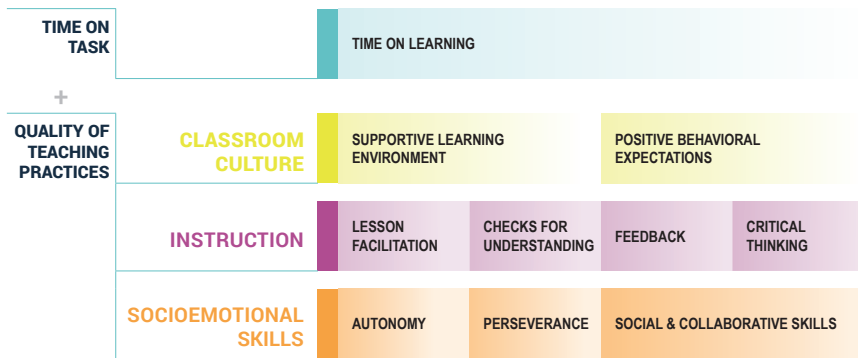 TIME ON
TASK
TIME ON LEARNING
+
QUALITY OF
TEACHING
PRACTICES
CLASSROOM
CULTURE
SUPPORTIVE LEARNING
ENVIRONMENT
POSITIVE BEHAVIORAL
EXPECTATIONS
INSTRUCTION
LESSON
FACILITATION
CHECKS FOR
UNDERSTANDING
FEEDBACK
CRITICAL
THINKING
SOCIOEMOTIONAL
SKILLS
AUTONOMY
PERSEVERANCE
SOCIAL & COLLABORATIVE SKILLS